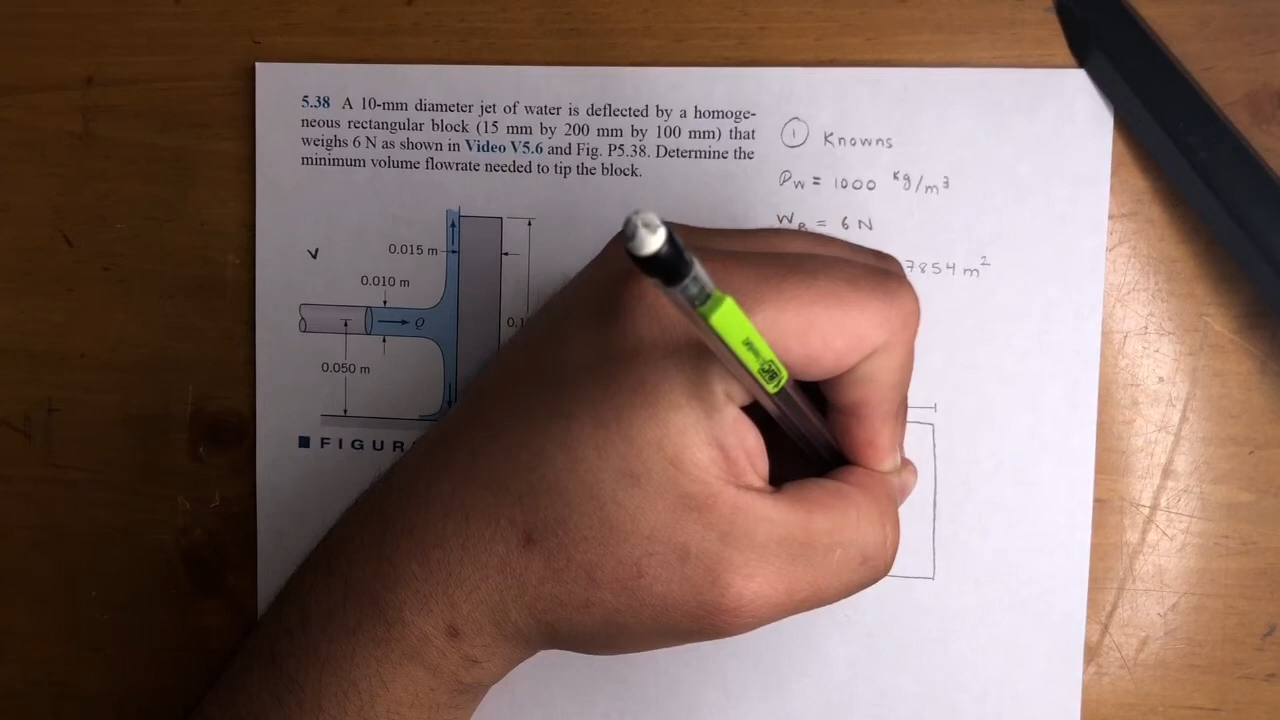 5.38 A 10-mm diameter jet of water is deflected by a homoge-
neous rectangular block (15 mm by 200 mm by 100 mm) that
weighs 6 N as shown in Video V5.6 and Fig. P5.38. Determine the
minimum volume flowrate needed to tip the block.
1 Knowns
ρw = 1000 kg/m³
WB = 6 N
7854 m²
V
0.015 m
0.010 m
Q
0.1
0.050 m
FIGUR
BIC